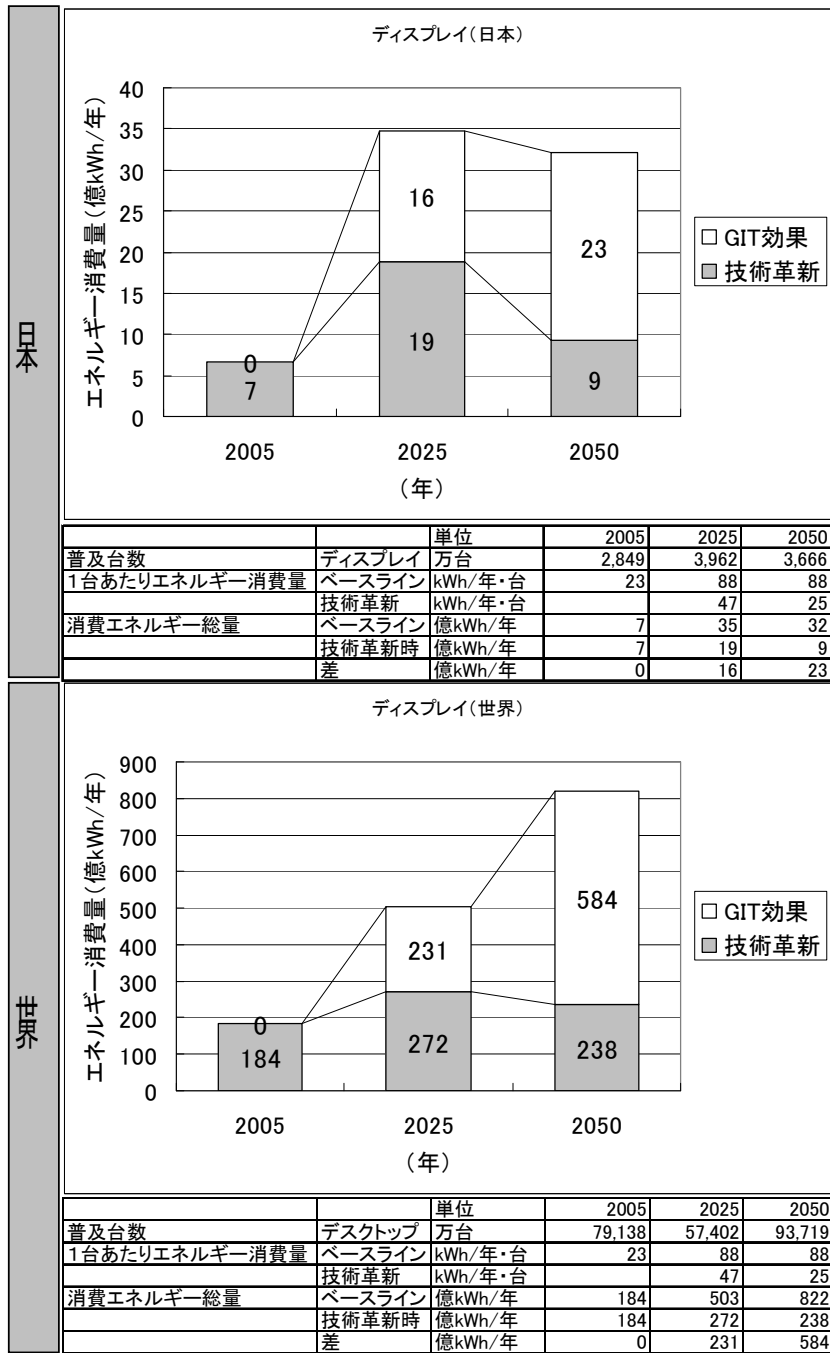 日本
ディスプレイ(日本)
エネルギー消費量(億kWh/年)
40
35
30
25
20
15
10
5
0
0
7
16
19
23
9
2005 2025 2050
(年)
GIT効果
技術革新
単位 2005 2025 2050
普及台数 ディスプレイ 万台 2,849 3,962 3,666
1台あたりエネルギー消費量 ベースライン kWh/年・台 23 88 88
技術革新 kWh/年・台 47 25
消費エネルギー総量 ベースライン 億kWh/年 7 35 32
技術革新時 億kWh/年 7 19 9
差 億kWh/年 0 16 23
世界
ディスプレイ(世界)
エネルギー消費量(億kWh/年)
900
800
700
600
500
400
300
200
100
0
0
184
231
272
584
238
2005 2025 2050
(年)
GIT効果
技術革新
単位 2005 2025 2050
普及台数 デスクトップ 万台 79,138 57,402 93,719
1台あたりエネルギー消費量 ベースライン kWh/年・台 23 88 88
技術革新 kWh/年・台 47 25
消費エネルギー総量 ベースライン 億kWh/年 184 503 822
技術革新時 億kWh/年 184 272 238
差 億kWh/年 0 231 584